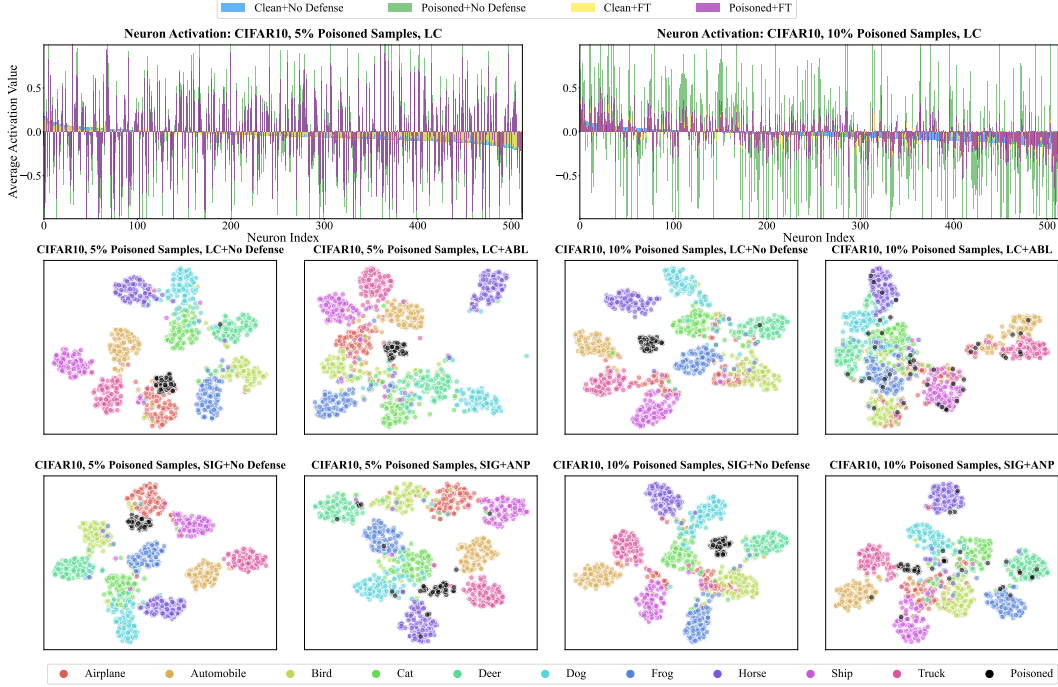 Clean+No Defense Poisoned+No Defense Clean+FT Poisoned+FT
Neuron Activation: CIFAR10, 5% Poisoned Samples, LC
Neuron Activation: CIFAR10, 10% Poisoned Samples, LC
Average Activation Value
0.5
0.0
−0.5
0 100 200 300 400 500
Neuron Index
0.5
0.0
−0.5
0 100 200 300 400 500
Neuron Index
CIFAR10, 5% Poisoned Samples, LC+No Defense
CIFAR10, 5% Poisoned Samples, LC+ABL
CIFAR10, 10% Poisoned Samples, LC+No Defense
CIFAR10, 10% Poisoned Samples, LC+ABL
CIFAR10, 5% Poisoned Samples, SIG+No Defense
CIFAR10, 5% Poisoned Samples, SIG+ANP
CIFAR10, 10% Poisoned Samples, SIG+No Defense
CIFAR10, 10% Poisoned Samples, SIG+ANP
Airplane Automobile Bird Cat Deer Dog Frog Horse Ship Truck Poisoned